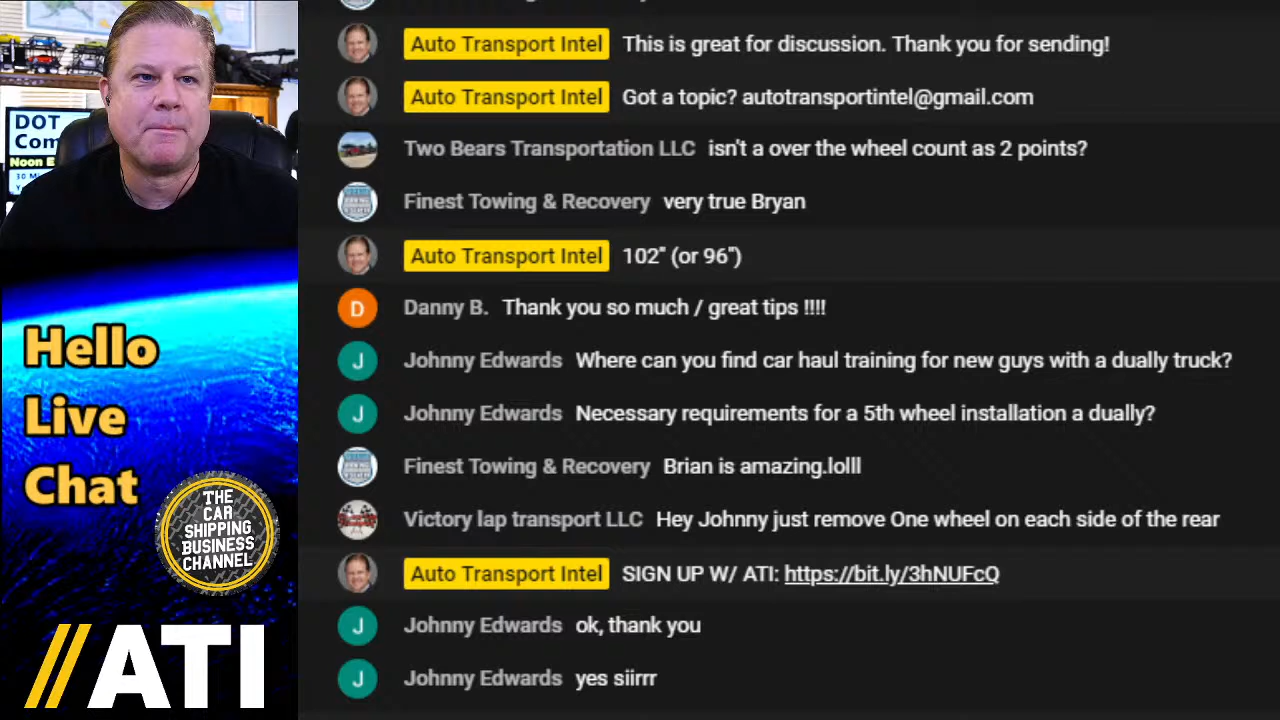 Auto Transport Intel This is great for discussion. Thank you for sending!
Auto Transport Intel Got a topic? autotransportintel@gmail.com
Two Bears Transportation LLC isn't a over the wheel count as 2 points?
Finest Towing & Recovery very true Bryan
Auto Transport Intel 102" (or 96")
D Danny B. Thank you so much / great tips !!!!
J Johnny Edwards Where can you find car haul training for new guys with a dually truck?
J Johnny Edwards Necessary requirements for a 5th wheel installation a dually?
Finest Towing & Recovery Brian is amazing.lolll
Victory lap transport LLC Hey Johnny just remove One wheel on each side of the rear
Auto Transport Intel SIGN UP W/ ATI: https://bit.ly/3hNUFcQ
J Johnny Edwards ok, thank you
J Johnny Edwards yes siirrr
DOT
Com
Noon E
30 Mi
Hello
Live
Chat
THE
CAR
SHIPPING
BUSINESS
CHANNEL
//ATI